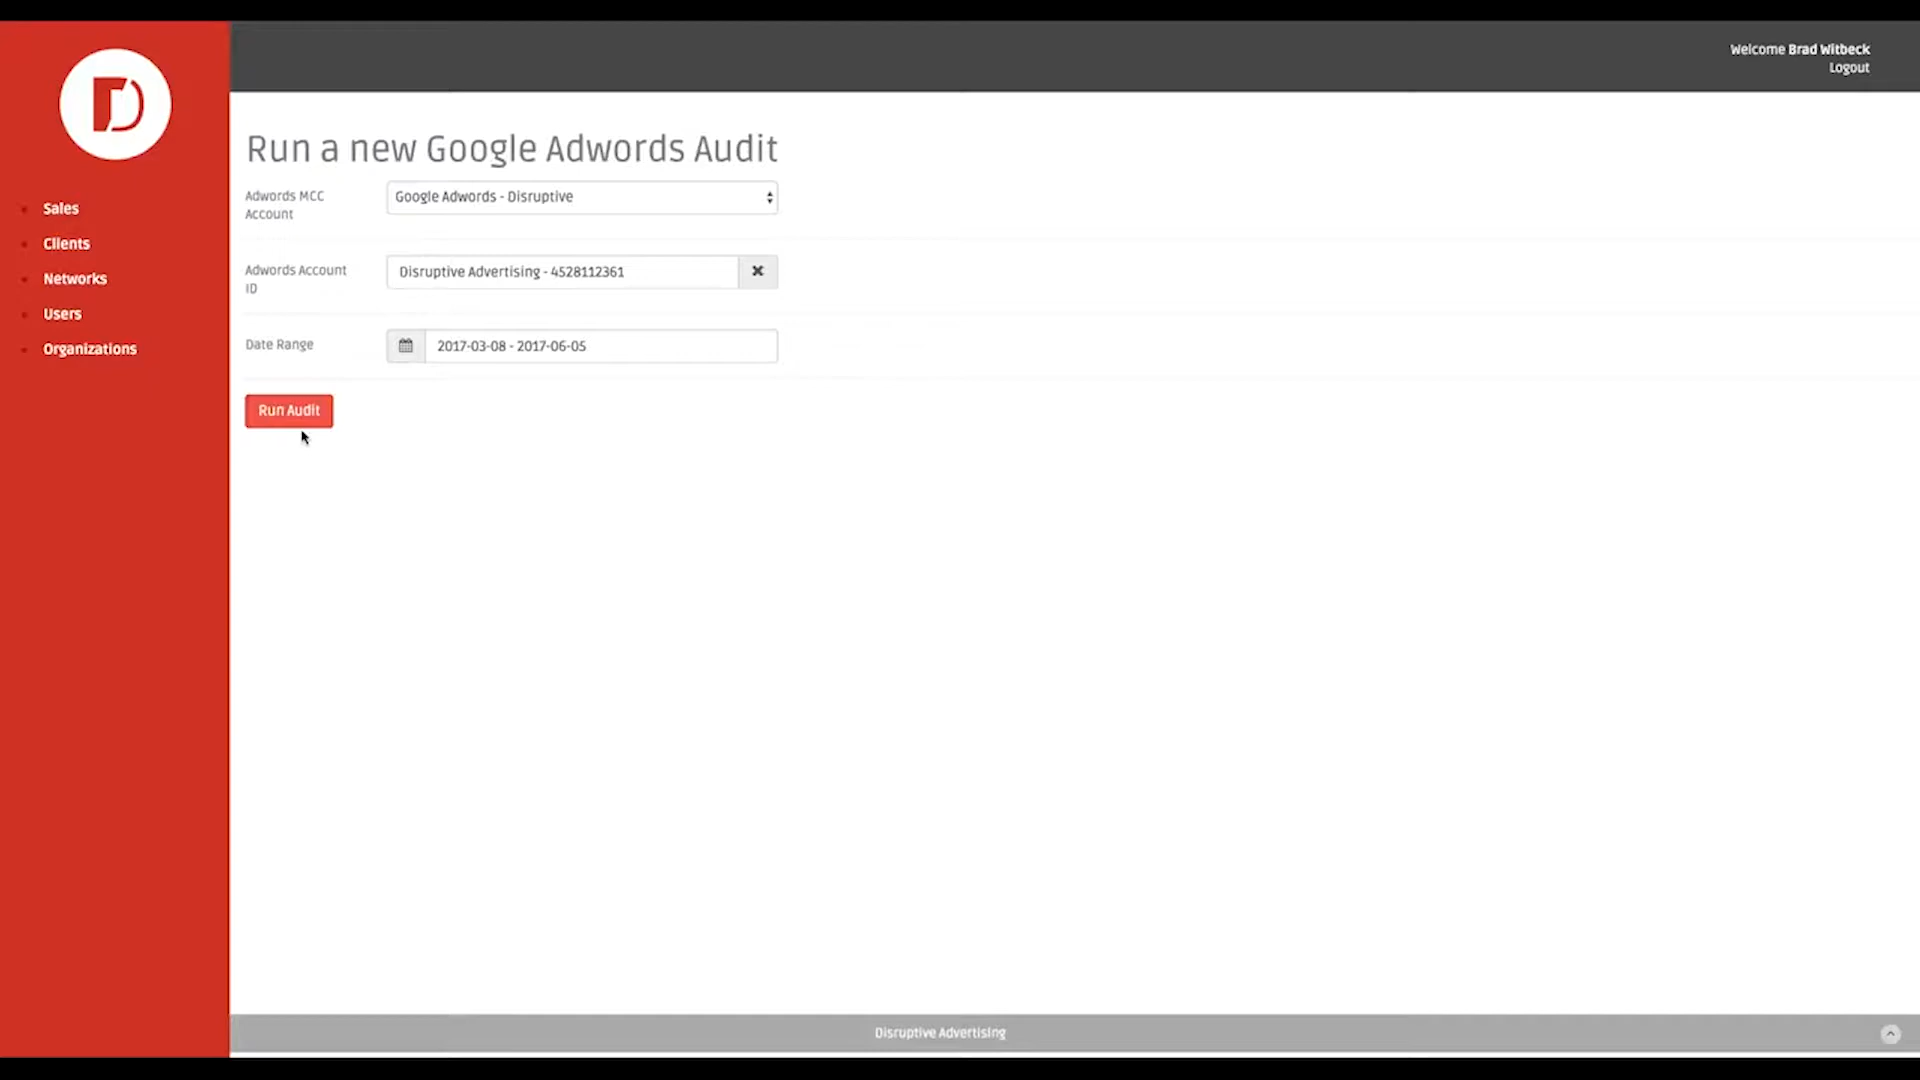 Welcome Brad Witbeck
Logout
Sales
Clients
Networks
Users
Organizations
Run a new Google Adwords Audit
Adwords MCC
Account
Google Adwords - Disruptive
Adwords Account
ID
Disruptive Advertising - 4528112361
Date Range
2017-03-08 - 2017-06-05
Run Audit
Disruptive Advertising